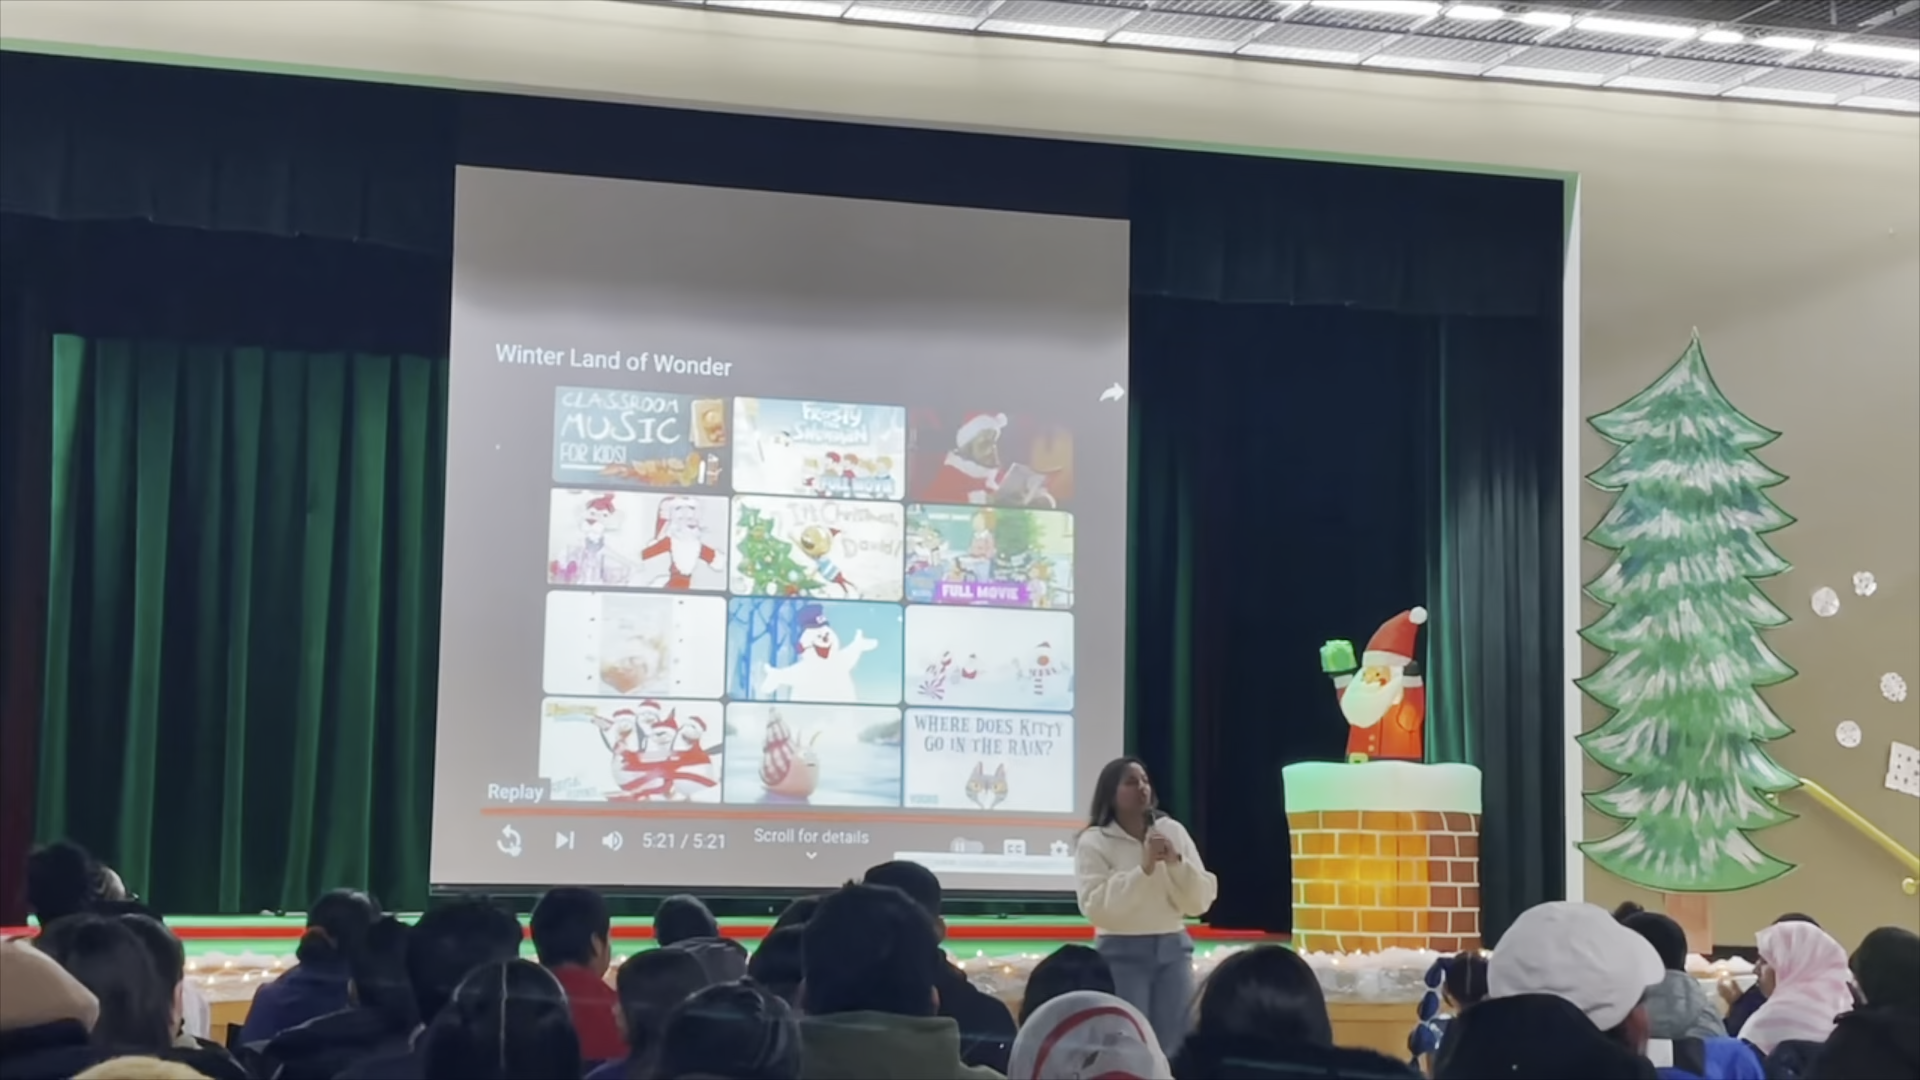 Winter Land of Wonder
CLASSROOM
MUSIC
FOR KIDS!
FROSTY
THE
SNOWMAN
FULL MOVIE
It's Christmas,
David!
FULL MOVIE
WHERE DOES KITTY
GO IN THE RAIN?
Replay
5:21 / 5:21
Scroll for details